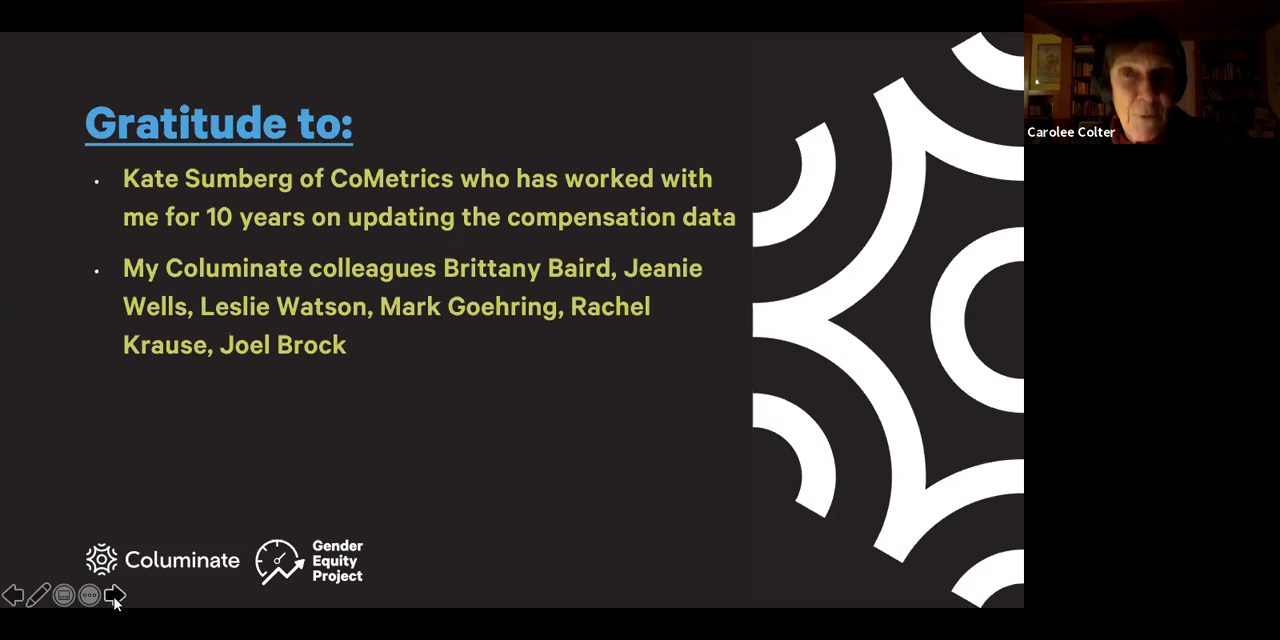 Gratitude to:
Kate Sumberg of CoMetrics who has worked with
me for 10 years on updating the compensation data
My Columinate colleagues Brittany Baird, Jeanie
Wells, Leslie Watson, Mark Goehring, Rachel
Krause, Joel Brock
Columinate
Gender
Equity
Project
Carolee Colter